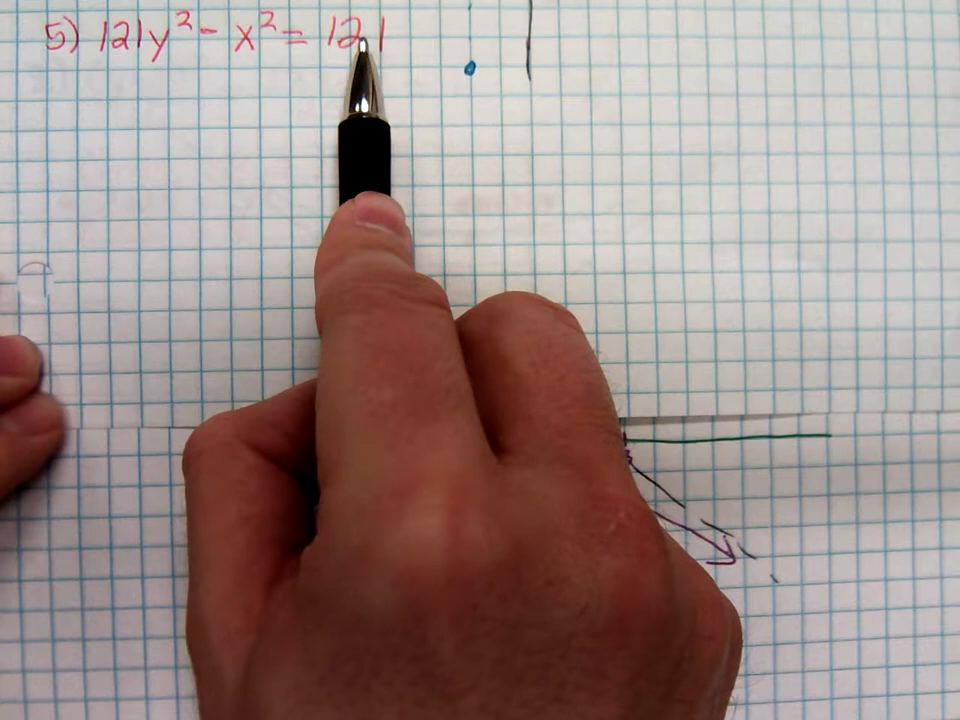 5) 121y² - x² = 121